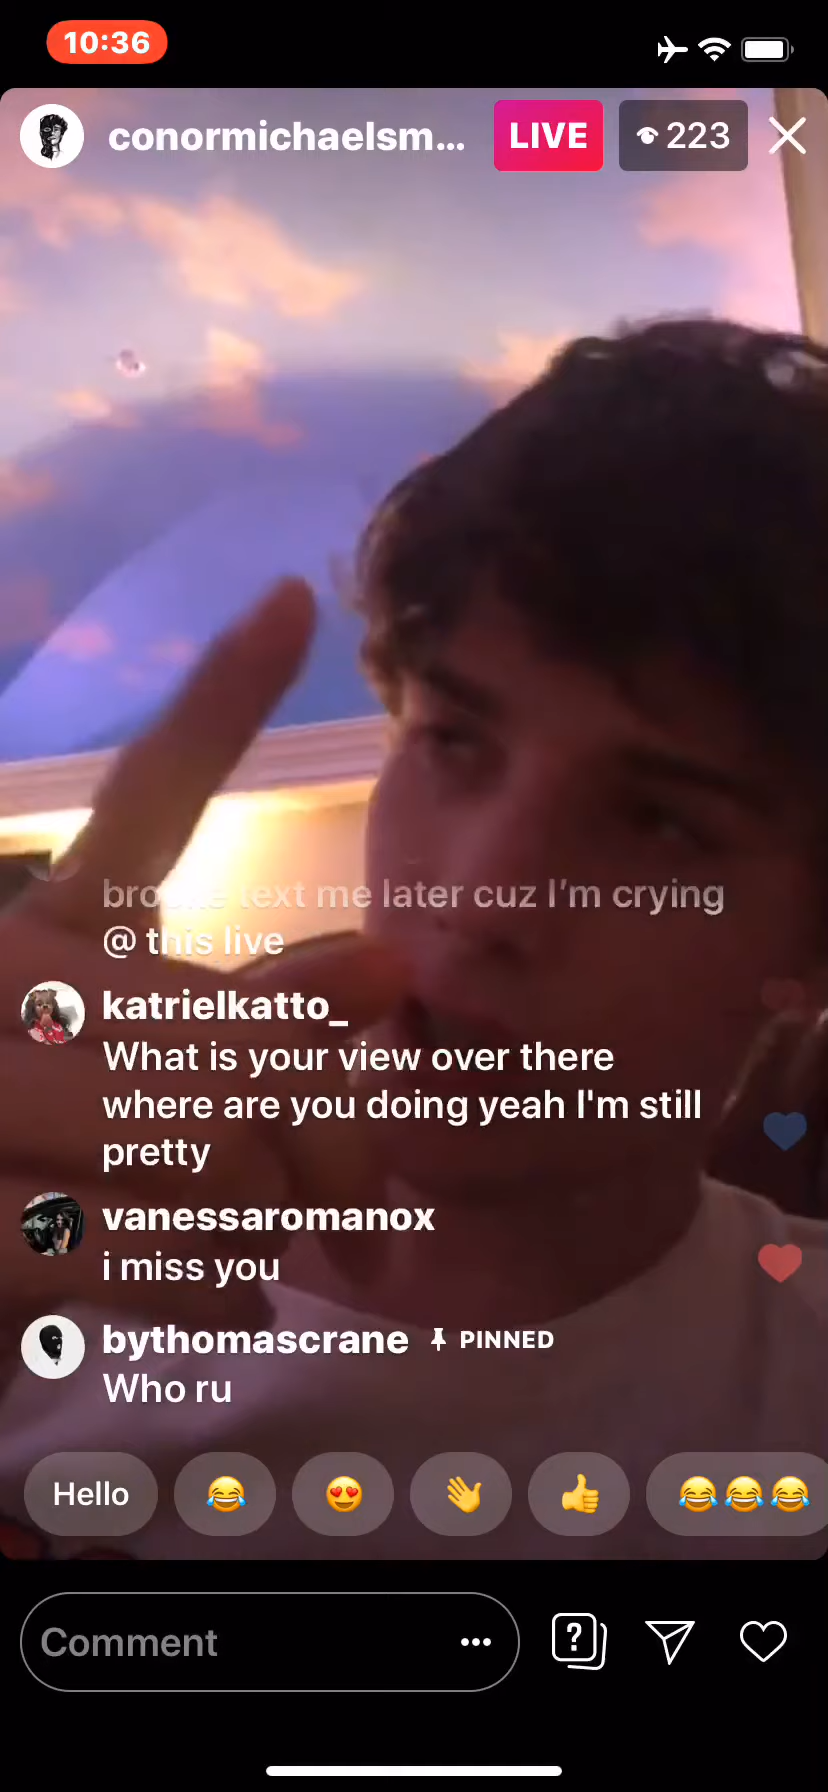 10:36
conormichaelsm...
LIVE
223
brooke text me later cuz I'm crying
@ this live
katrielkatto_
What is your view over there
where are you doing yeah I'm still
pretty
vanessaromanox
i miss you
bythomascrane PINNED
Who ru
Hello
Comment